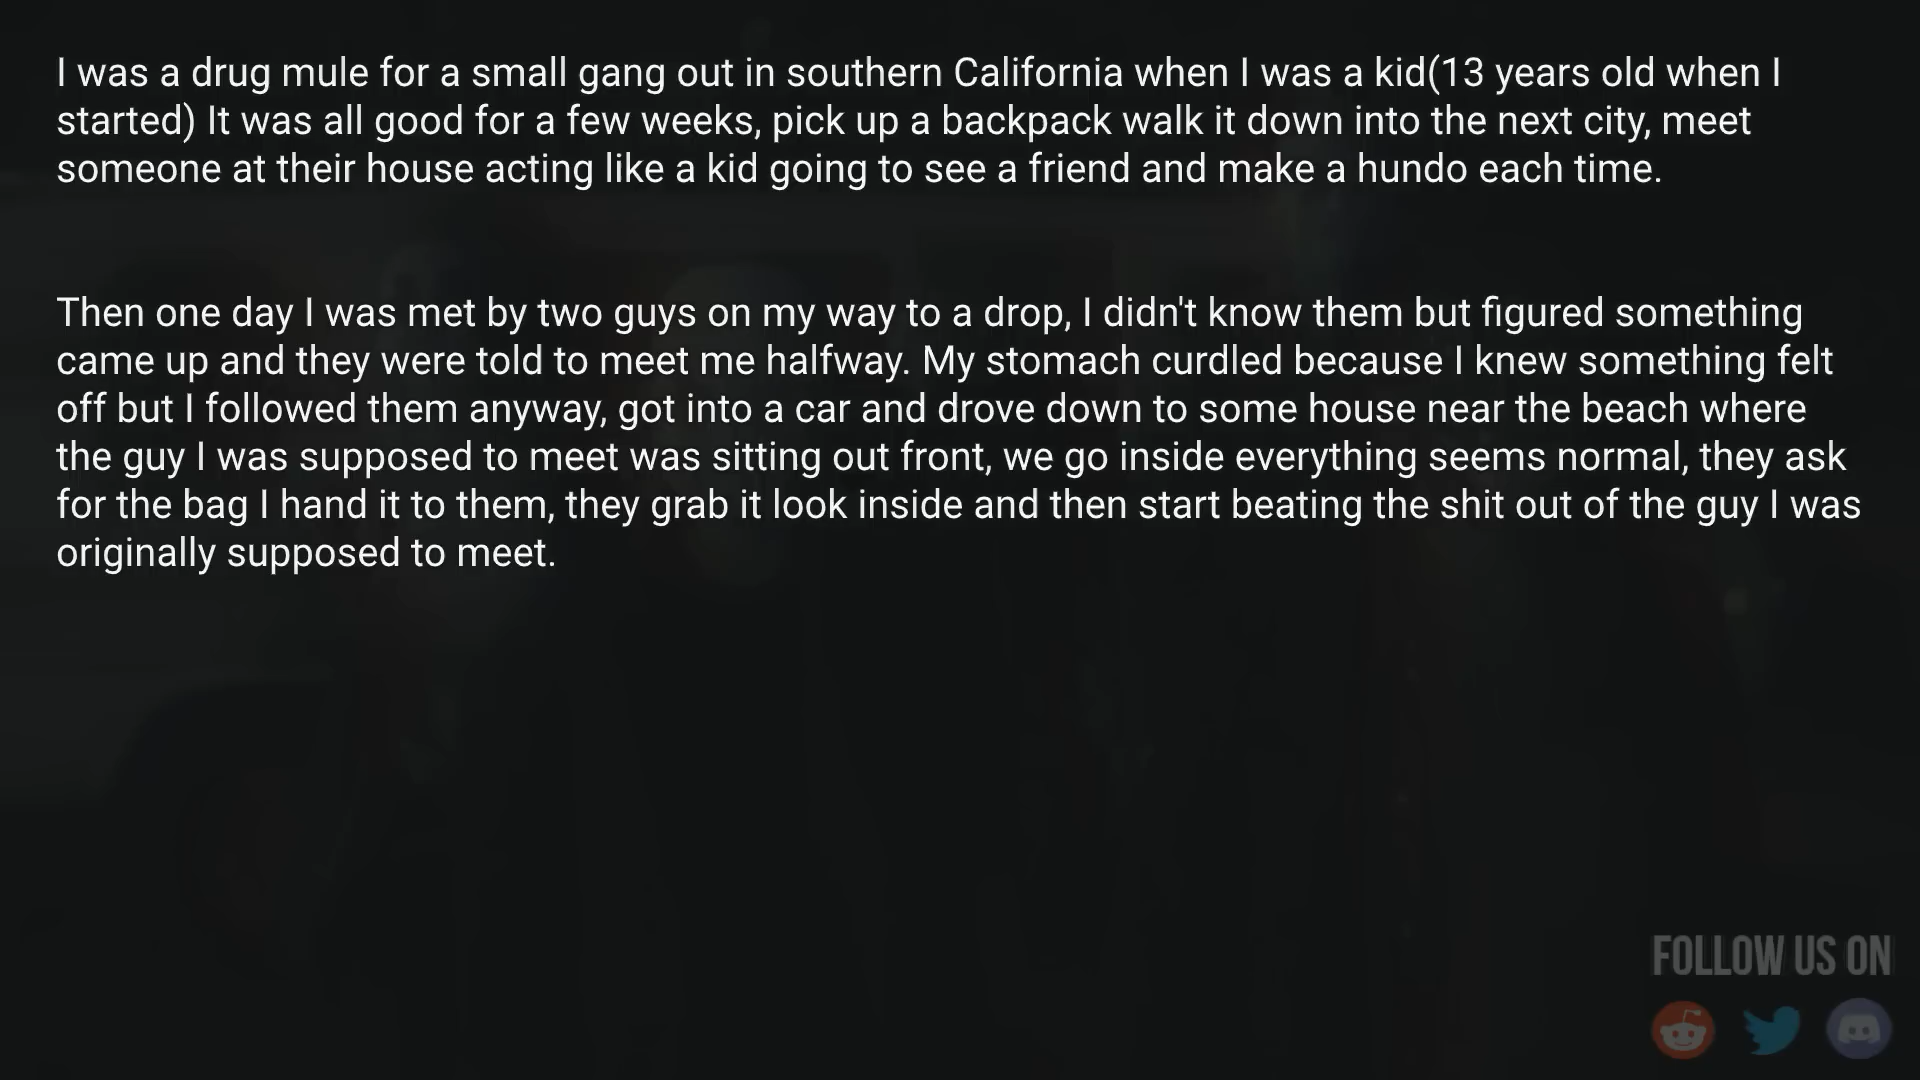 I was a drug mule for a small gang out in southern California when I was a kid(13 years old when I
started) It was all good for a few weeks, pick up a backpack walk it down into the next city, meet
someone at their house acting like a kid going to see a friend and make a hundo each time.
Then one day I was met by two guys on my way to a drop, I didn't know them but figured something
came up and they were told to meet me halfway. My stomach curdled because I knew something felt
off but I followed them anyway, got into a car and drove down to some house near the beach where
the guy I was supposed to meet was sitting out front, we go inside everything seems normal, they ask
for the bag I hand it to them, they grab it look inside and then start beating the shit out of the guy I was
originally supposed to meet.
FOLLOW US ON